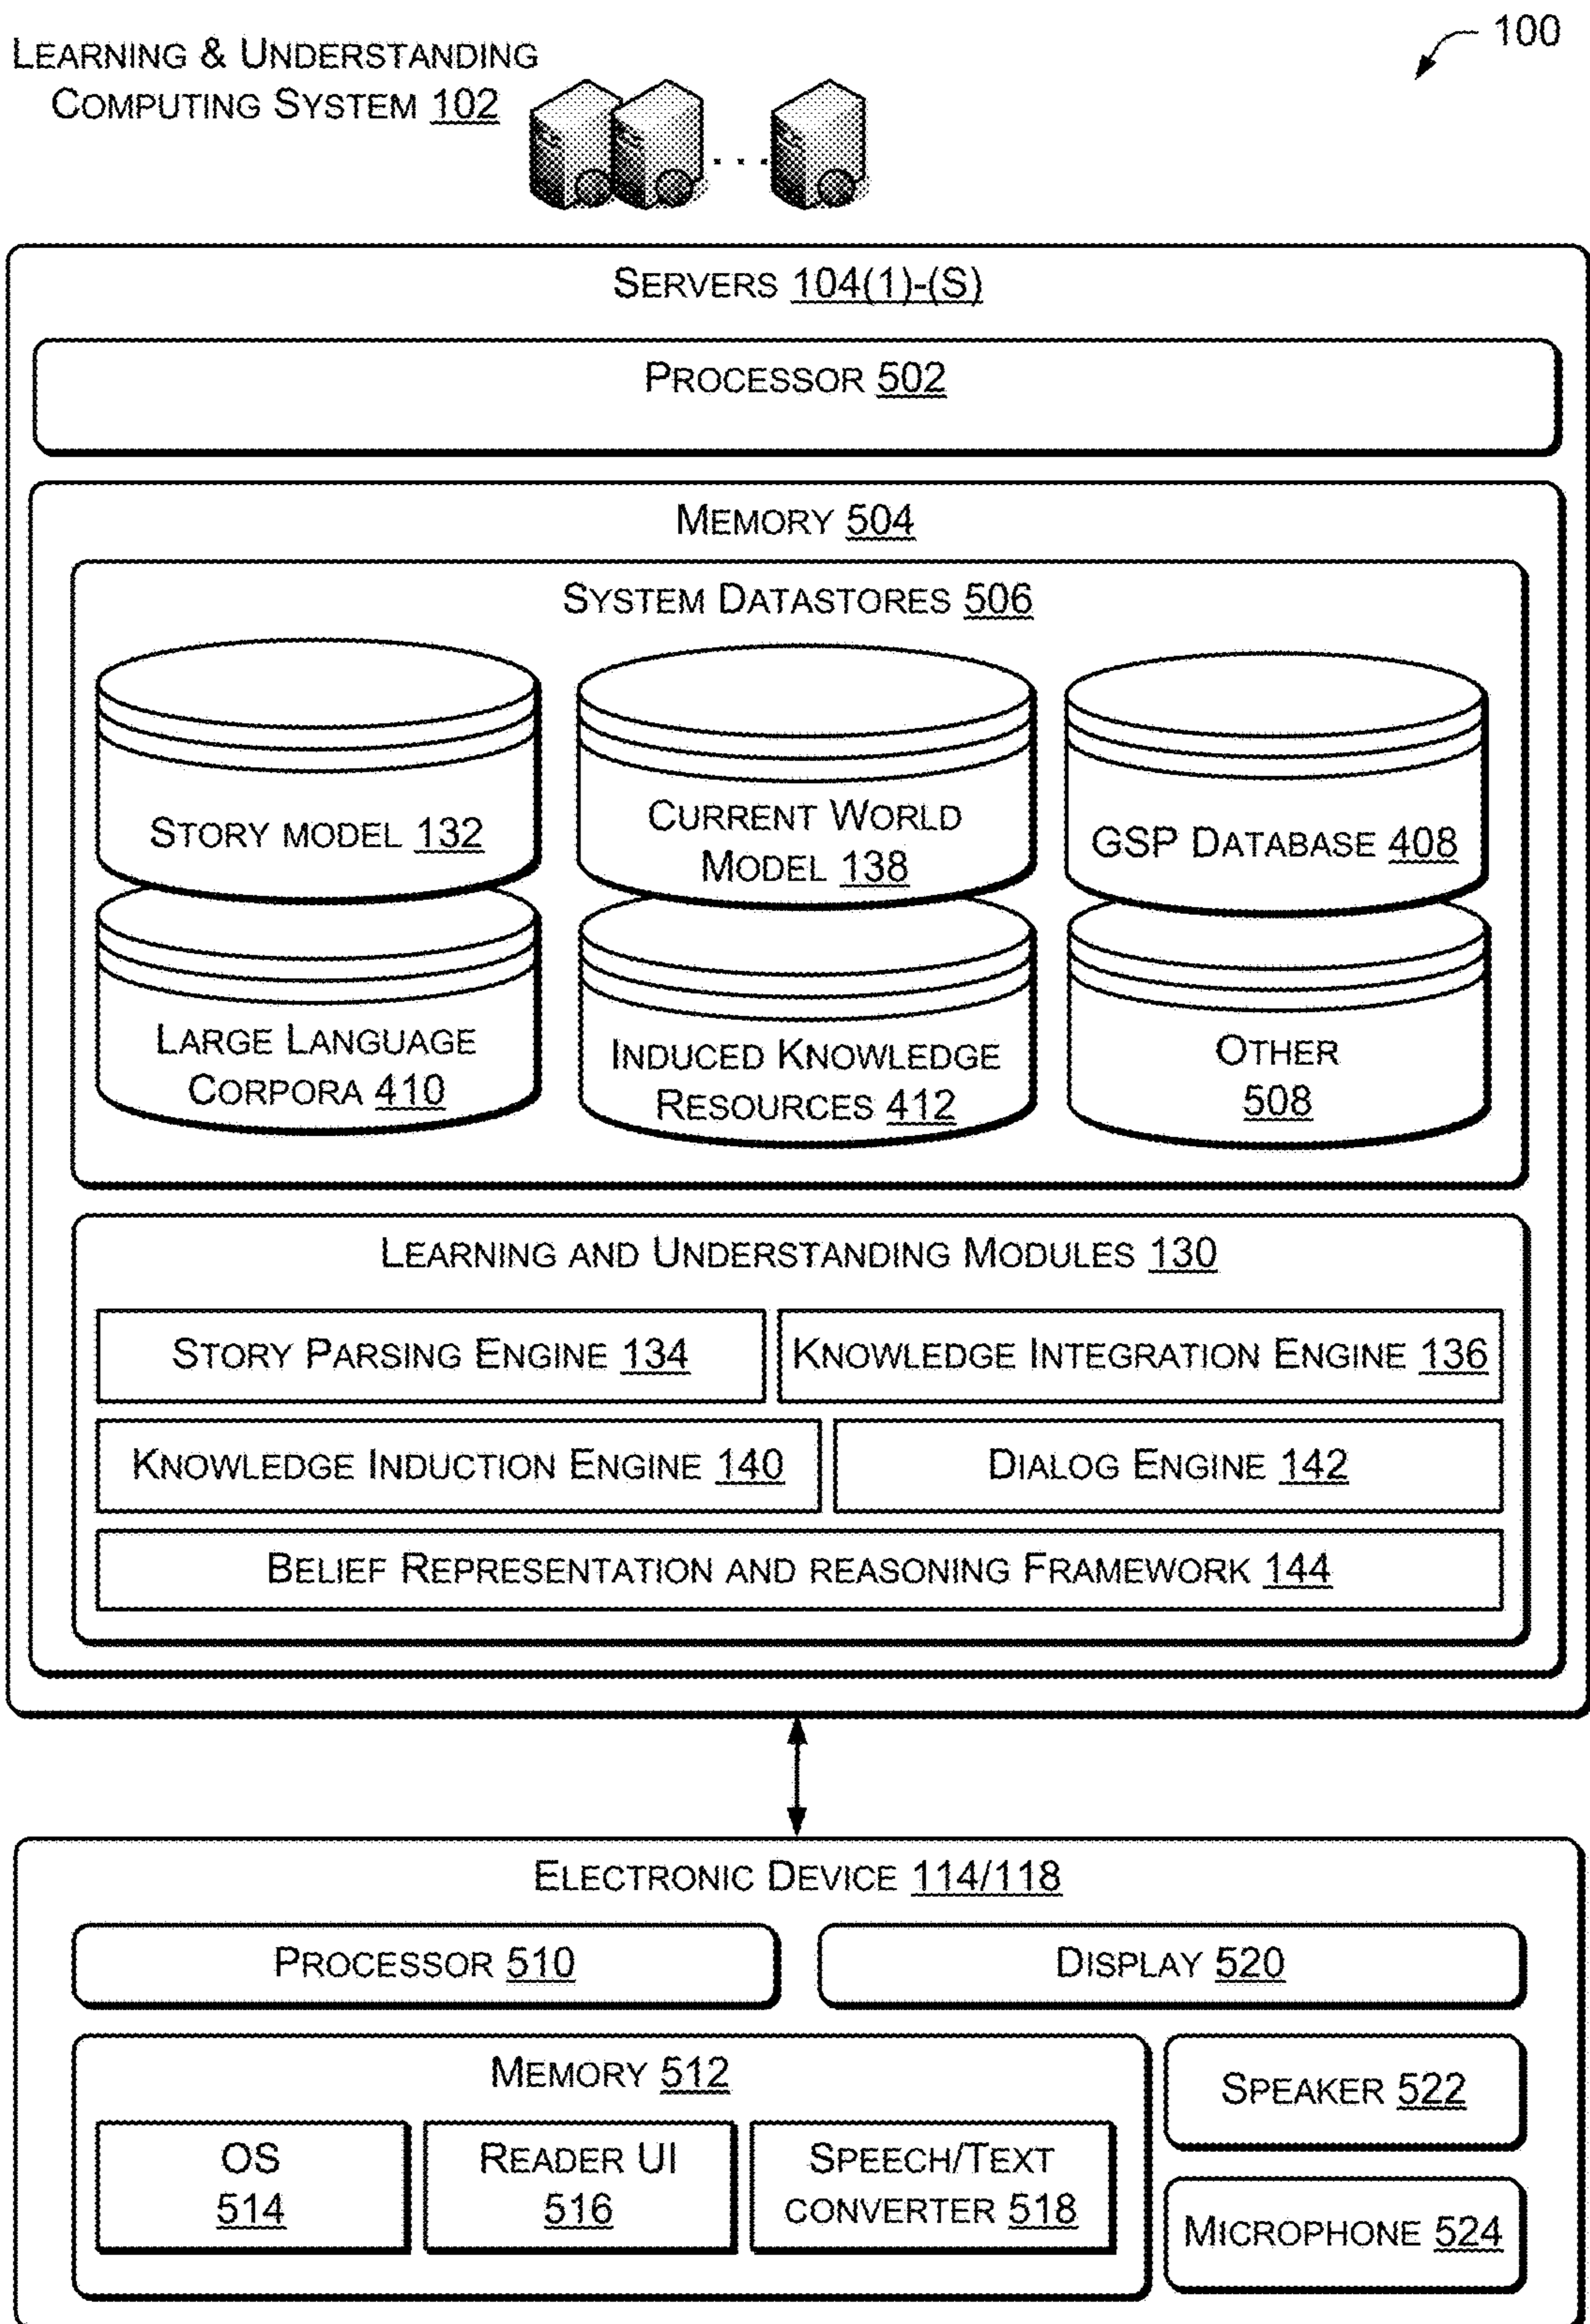 100
LEARNING & UNDERSTANDING
COMPUTING SYSTEM 102
...
SERVERS 104(1)-(S)
PROCESSOR 502
MEMORY 504
SYSTEM DATASTORES 506
STORY MODEL 132
CURRENT WORLD
MODEL 138
GSP DATABASE 408
LARGE LANGUAGE
CORPORA 410
INDUCED KNOWLEDGE
RESOURCES 412
OTHER
508
LEARNING AND UNDERSTANDING MODULES 130
STORY PARSING ENGINE 134
KNOWLEDGE INTEGRATION ENGINE 136
KNOWLEDGE INDUCTION ENGINE 140
DIALOG ENGINE 142
BELIEF REPRESENTATION AND REASONING FRAMEWORK 144
ELECTRONIC DEVICE 114/118
PROCESSOR 510
DISPLAY 520
MEMORY 512
OS
514
READER UI
516
SPEECH/TEXT
CONVERTER 518
SPEAKER 522
MICROPHONE 524